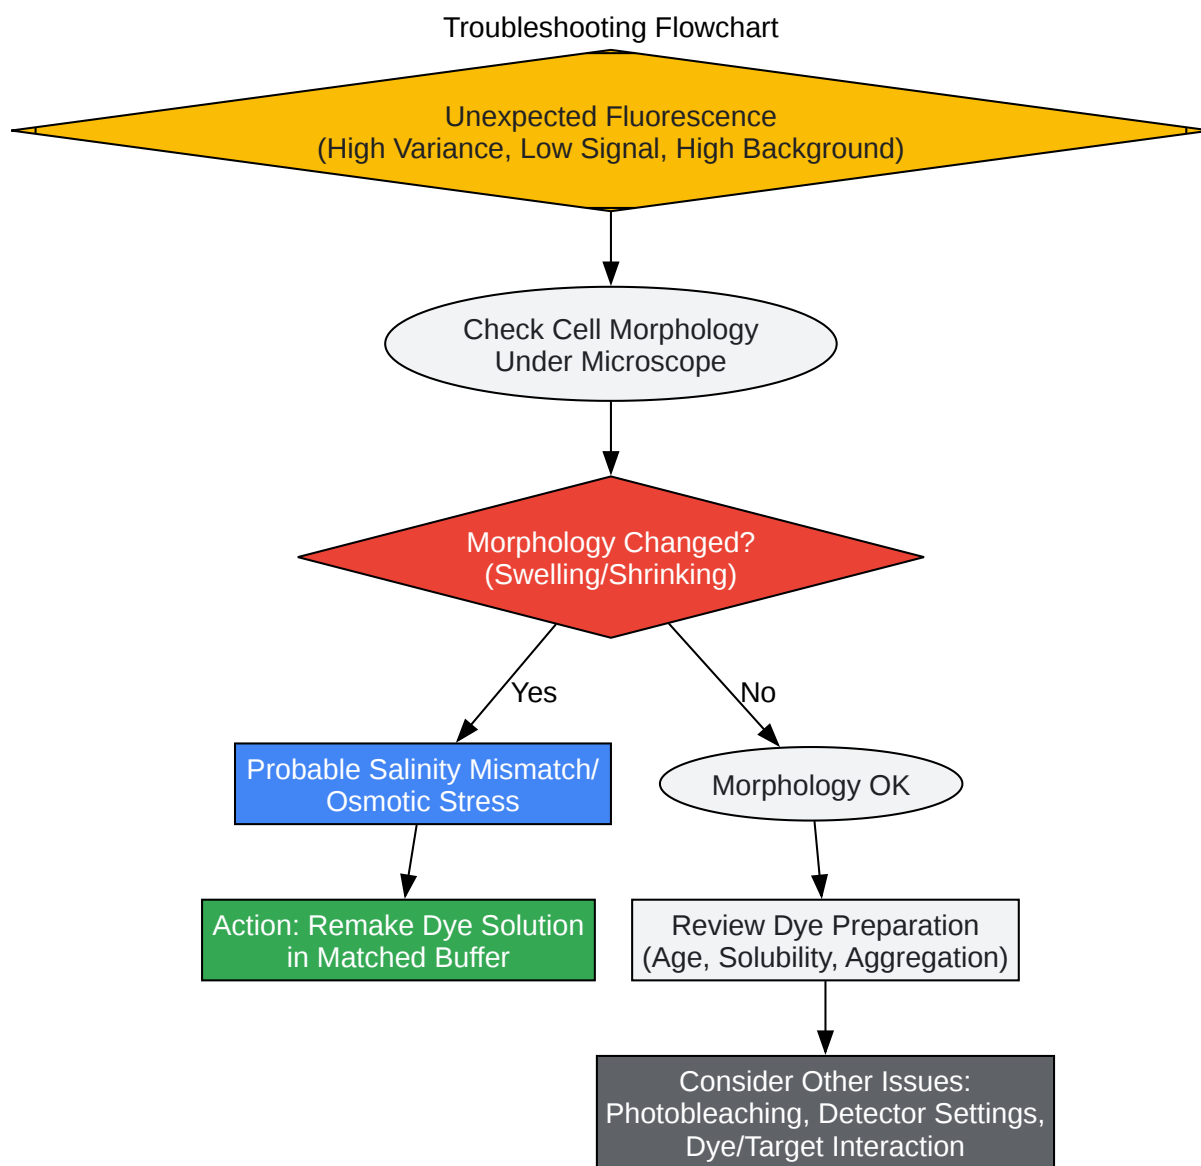 Troubleshooting Flowchart
Unexpected Fluorescence
(High Variance, Low Signal, High Background)
Check Cell Morphology
Under Microscope
Morphology Changed?
(Swelling/Shrinking)
Yes
No
Probable Salinity Mismatch/
Osmotic Stress
Morphology OK
Action: Remake Dye Solution
in Matched Buffer
Review Dye Preparation
(Age, Solubility, Aggregation)
Consider Other Issues:
Photobleaching, Detector Settings,
Dye/Target Interaction